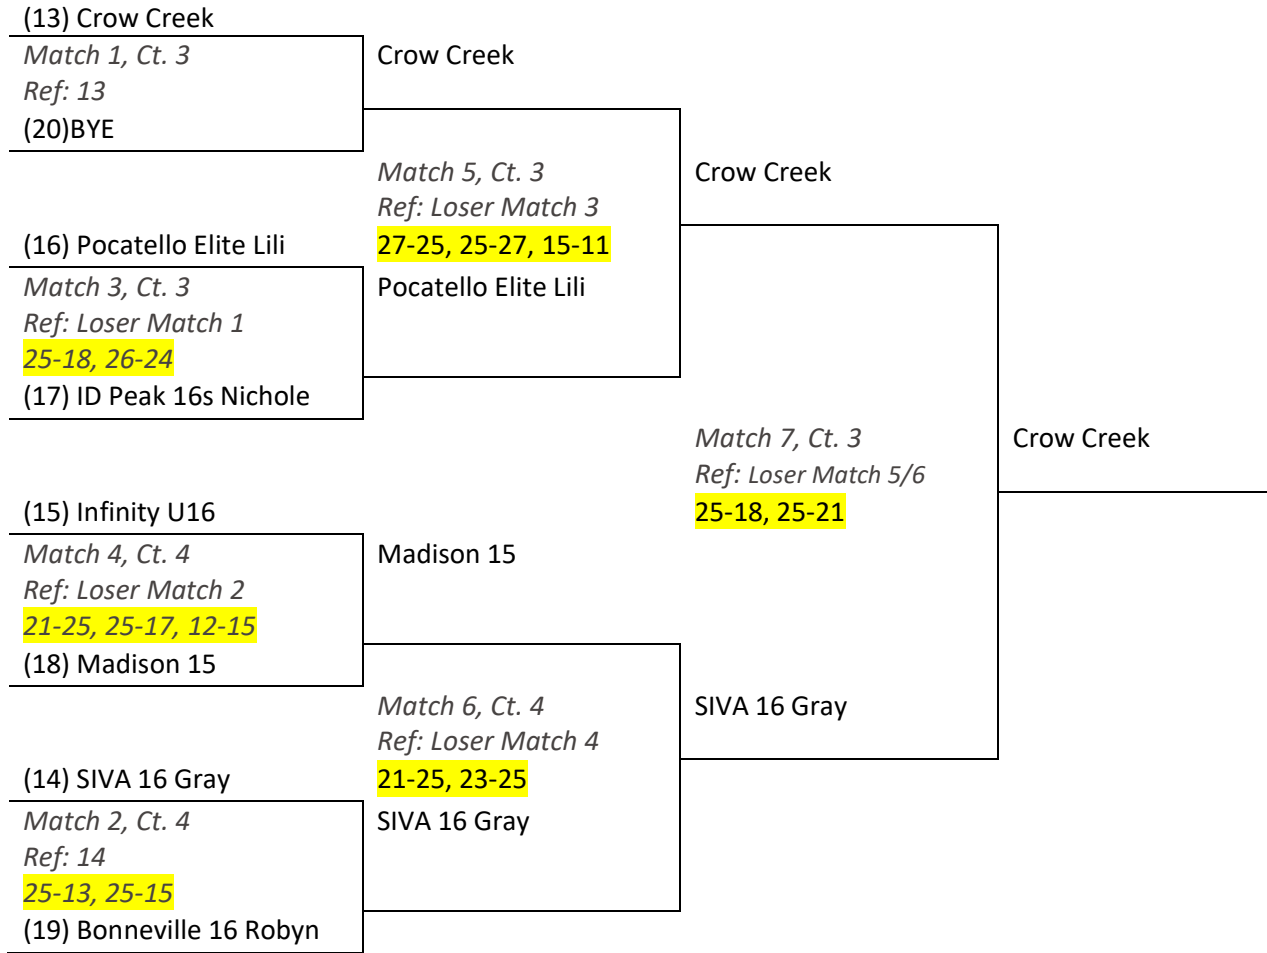 (13) Crow Creek
Match 1, Ct. 3
Ref: 13
(20)BYE
(16) Pocatello Elite Lili
Match 3, Ct. 3
Ref: Loser Match 1
25-18, 26-24
(17) ID Peak 16s Nichole
(15) Infinity U16
Match 4, Ct. 4
Ref: Loser Match 2
21-25, 25-17, 12-15
(18) Madison 15
(14) SIVA 16 Gray
Match 2, Ct. 4
Ref: 14
25-13, 25-15
(19) Bonneville 16 Robyn
Crow Creek
Match 5, Ct. 3
Ref: Loser Match 3
27-25, 25-27, 15-11
Pocatello Elite Lili
Madison 15
Match 6, Ct. 4
Ref: Loser Match 4
21-25, 23-25
SIVA 16 Gray
Crow Creek
Match 7, Ct. 3
Ref: Loser Match 5/6
25-18, 25-21
SIVA 16 Gray
Crow Creek